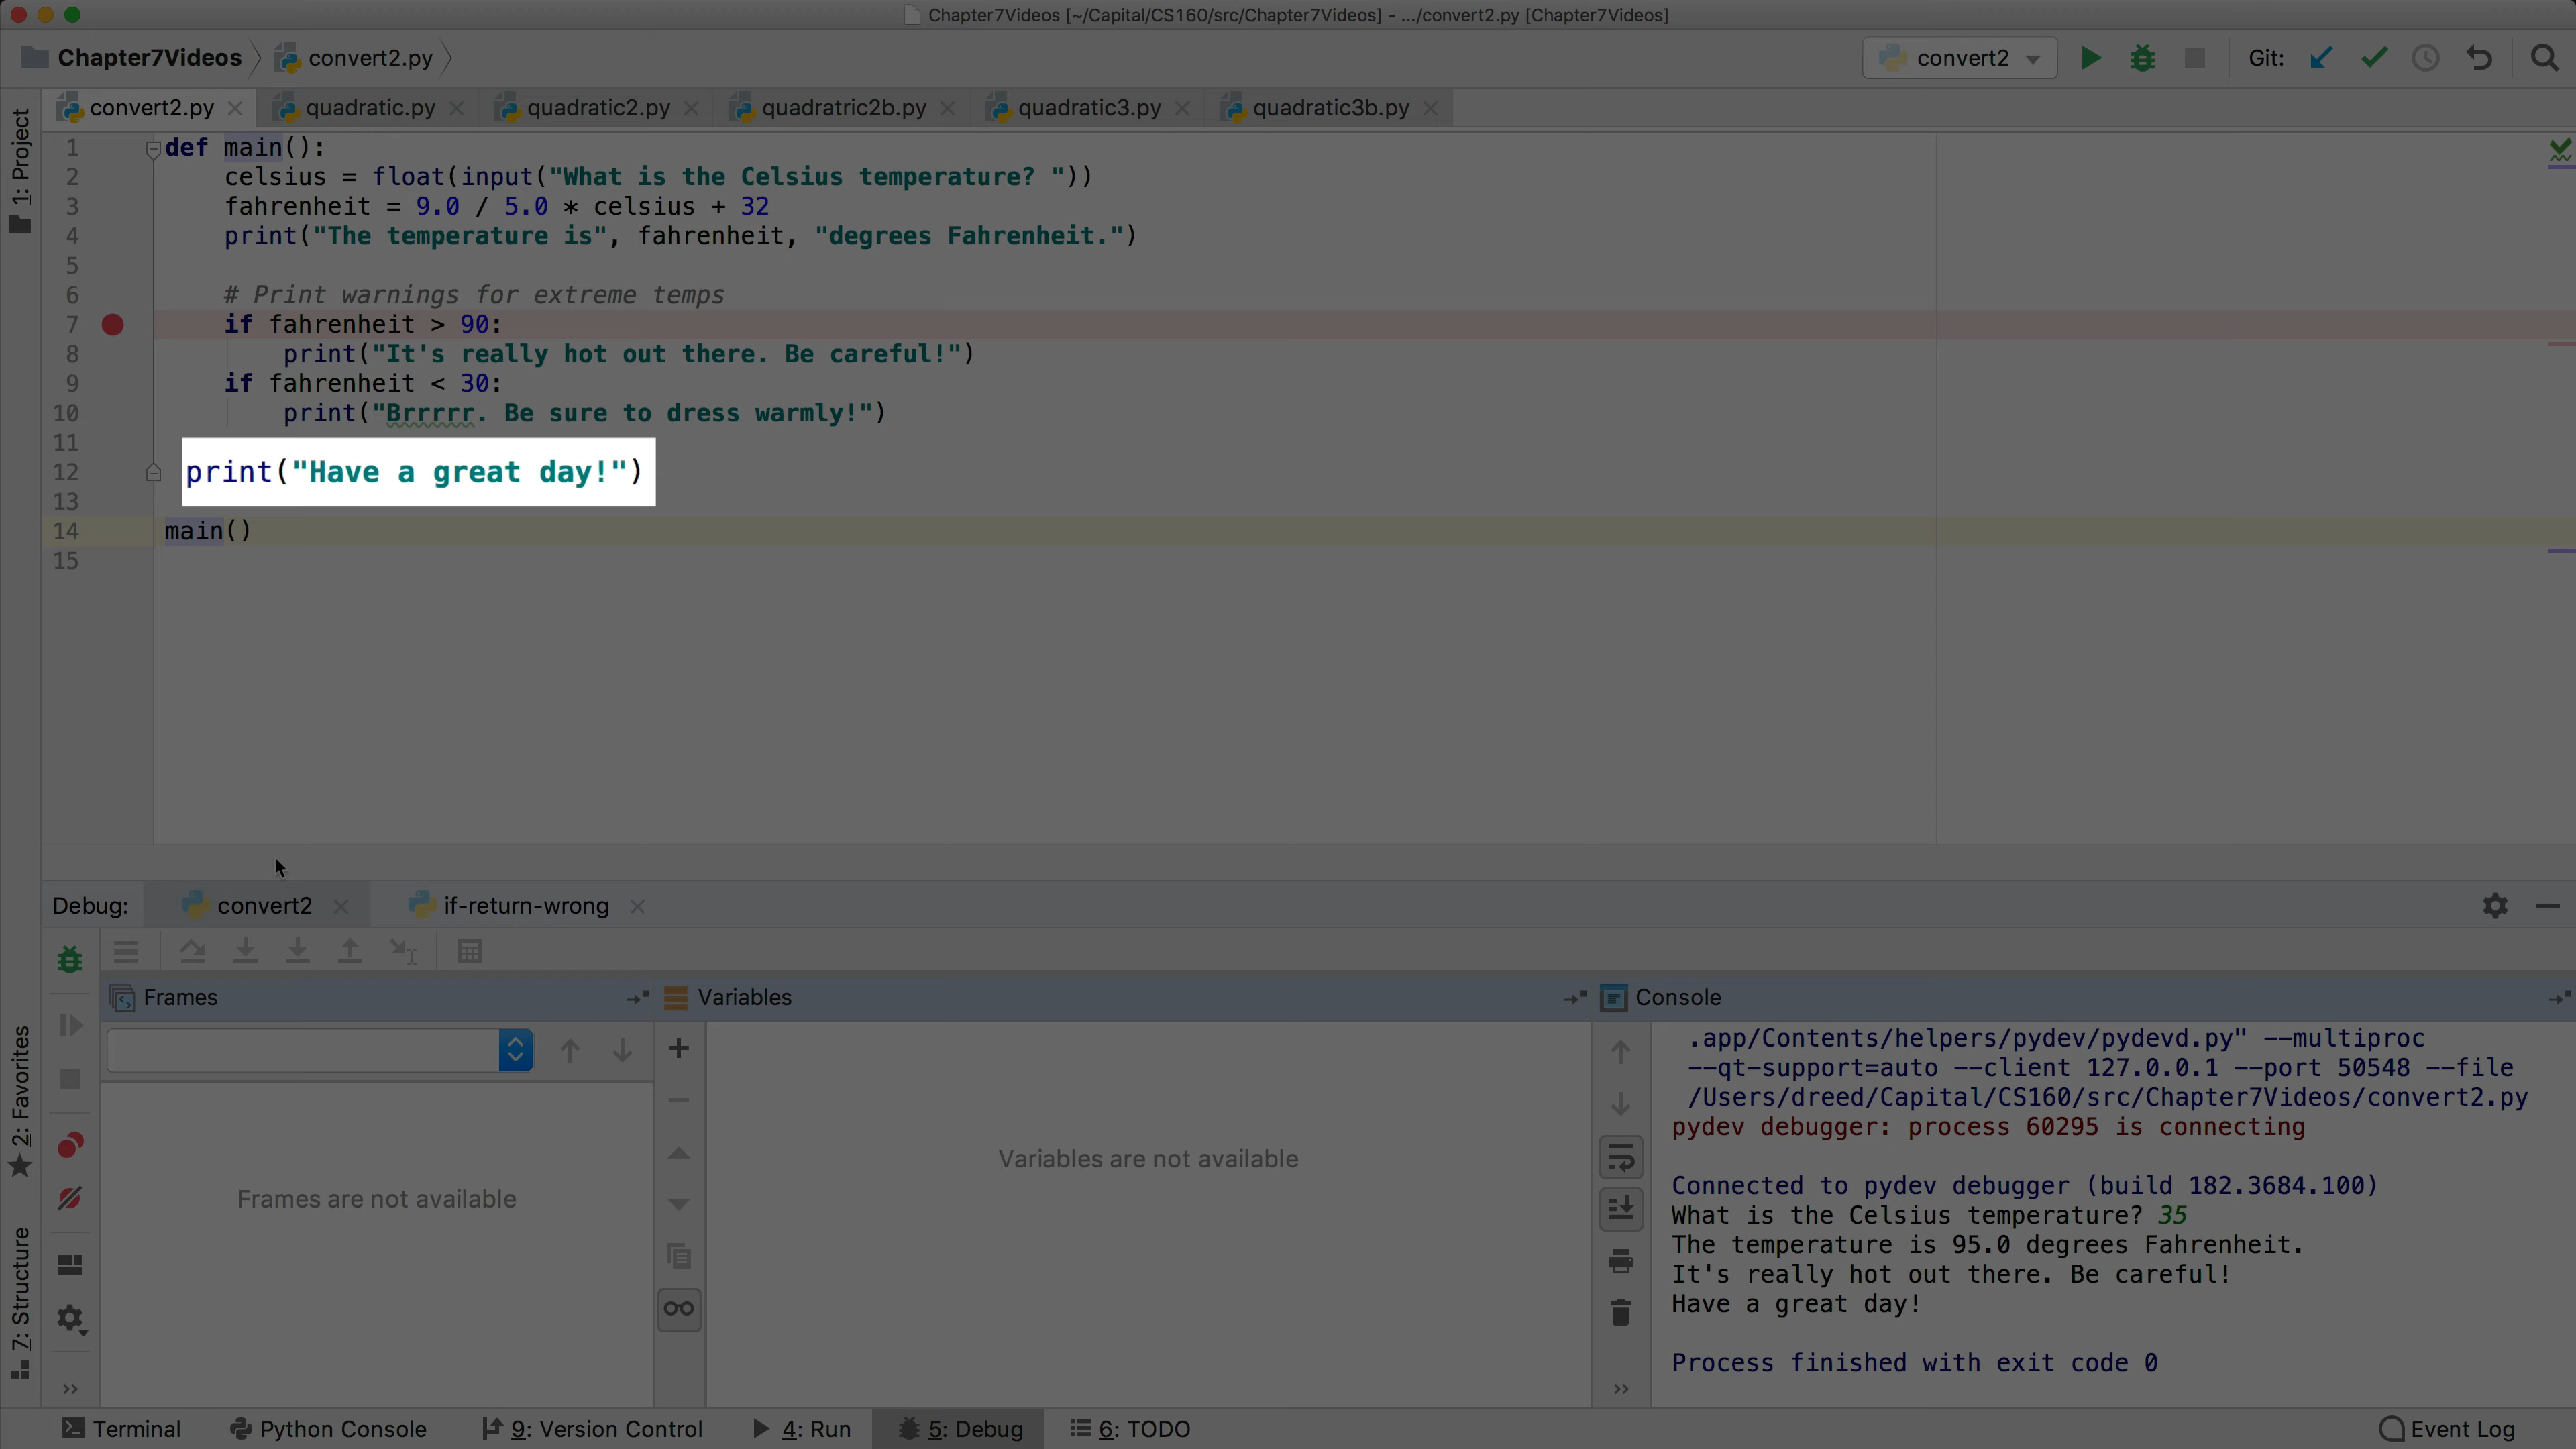 Chapter7Videos [~/Capital/CS160/src/Chapter7Videos] - .../convert2.py [Chapter7Videos]
Chapter7Videos convert2.py convert2 Git:
convert2.py quadratic.py quadratic2.py quadratric2b.py quadratic3.py quadratic3b.py
1: Project
1 def main():
2 celsius = float(input("What is the Celsius temperature? "))
3 fahrenheit = 9.0 / 5.0 * celsius + 32
4 print("The temperature is", fahrenheit, "degrees Fahrenheit.")
5
6 # Print warnings for extreme temps
7 if fahrenheit > 90:
8 print("It's really hot out there. Be careful!")
9 if fahrenheit < 30:
10 print("Brrrrr. Be sure to dress warmly!")
11
12 print("Have a great day!")
13
14 main()
15
Debug: convert2 if-return-wrong
2: Favorites
7: Structure
Frames Variables Console
Frames are not available
Variables are not available
.app/Contents/helpers/pydev/pydevd.py" --multiproc
--qt-support=auto --client 127.0.0.1 --port 50548 --file
/Users/dreed/Capital/CS160/src/Chapter7Videos/convert2.py
pydev debugger: process 60295 is connecting
Connected to pydev debugger (build 182.3684.100)
What is the Celsius temperature? 35
The temperature is 95.0 degrees Fahrenheit.
It's really hot out there. Be careful!
Have a great day!
Process finished with exit code 0
Terminal Python Console 9: Version Control 4: Run 5: Debug 6: TODO Event Log